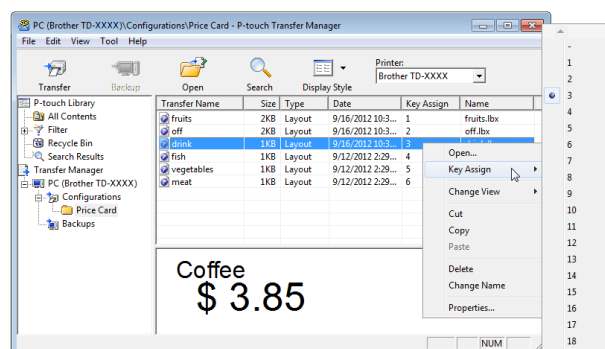 PC (Brother TD-XXXX)\Configurations\Price Card - P-touch Transfer Manager
File Edit View Tool Help
Transfer Backup Open Search Display Style
Printer:
Brother TD-XXXX
P-touch Library
All Contents
Filter
Recycle Bin
Search Results
Transfer Manager
PC (Brother TD-XXXX)
Configurations
Price Card
Backups
Transfer Name Size Type Date Key Assign Name
fruits 2KB Layout 9/16/2012 10:3... 1 fruits.lbx
off 2KB Layout 9/16/2012 10:3... 2 off.lbx
drink 1KB Layout 9/16/2012 10:3... 3
fish 1KB Layout 9/12/2012 2:29... 4
vegetables 1KB Layout 9/12/2012 2:29... 5
meat 1KB Layout 9/12/2012 2:29... 6
Open...
Key Assign
Change View
Cut
Copy
Paste
Delete
Change Name
Properties...
-
1
2
3
4
5
6
7
8
9
10
11
12
13
14
15
16
17
18
Coffee
$ 3.85
NUM